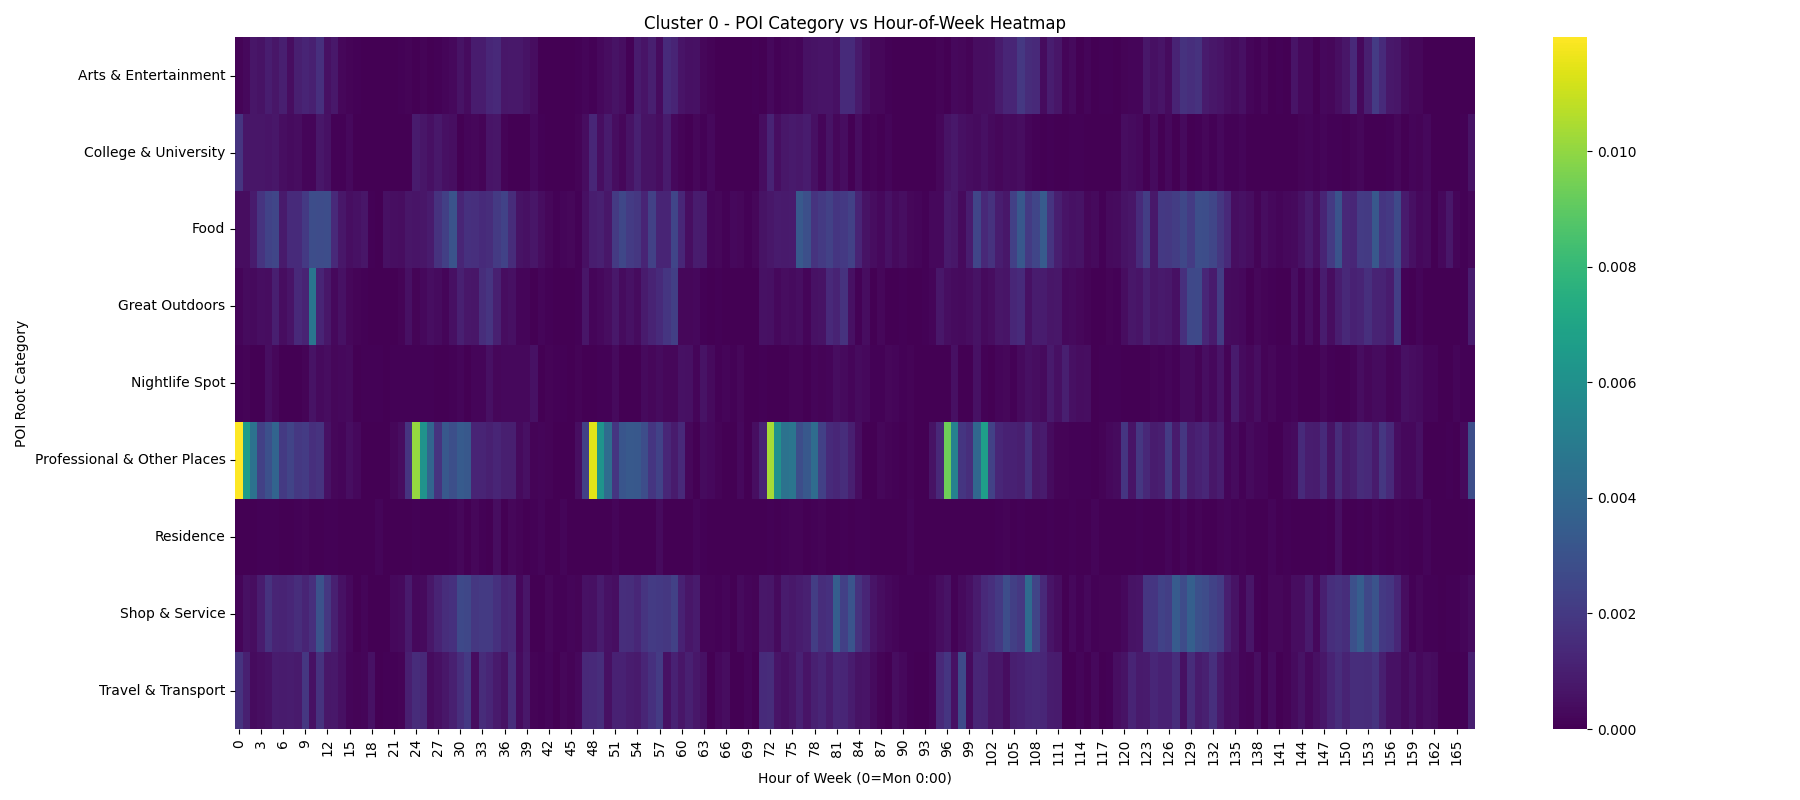 Cluster 0 - POI Category vs Hour-of-Week Heatmap
POI Root Category
Arts & Entertainment
College & University
Food
Great Outdoors
Nightlife Spot
Professional & Other Places
Residence
Shop & Service
Travel & Transport
0 3 6 9 12 15 18 21 24 27 30 33 36 39 42 45 48 51 54 57 60 63 66 69 72 75 78 81 84 87 90 93 96 99 102 105 108 111 114 117 120 123 126 129 132 135 138 141 144 147 150 153 156 159 162 165
Hour of Week (0=Mon 0:00)
0.010
0.008
0.006
0.004
0.002
0.000